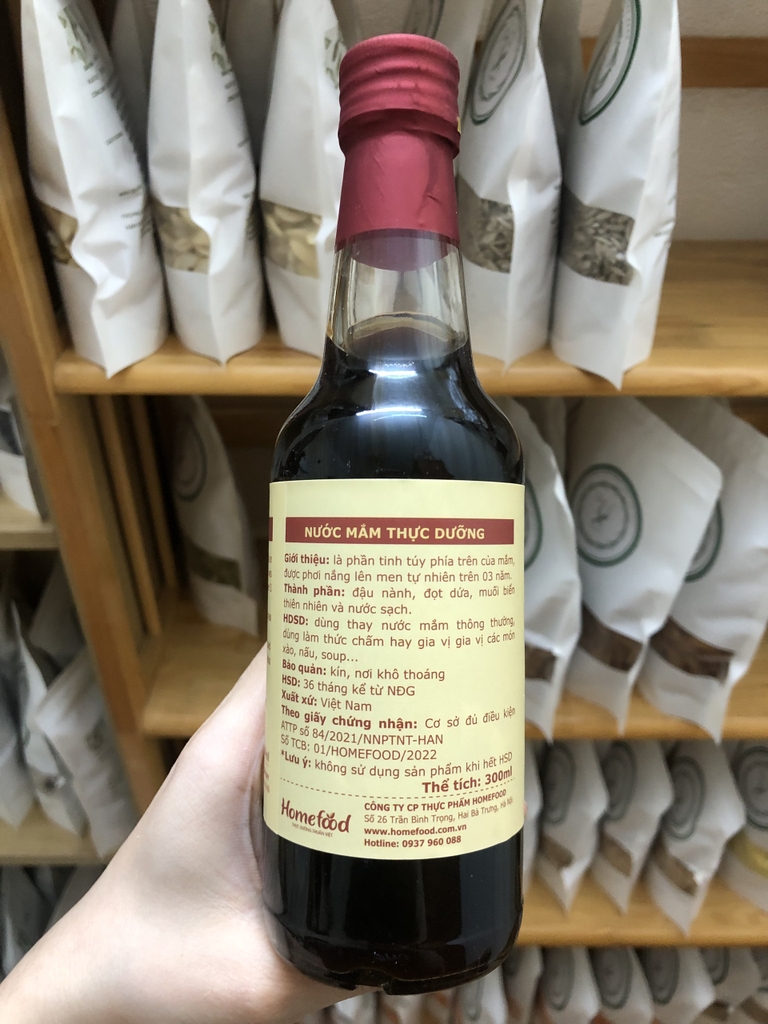 NƯỚC MẮM THỰC DƯỠNG
Giới thiệu: là phần tinh túy phía trên của mắm,
được phơi nắng lên men tự nhiên trên 03 năm.
Thành phần: đậu nành, đọt dứa, muối biển
thiên nhiên và nước sạch.
HDSD: dùng thay nước mắm thông thường,
dùng làm thức chấm hay gia vị gia vị các món
xào, nấu, soup...
Bảo quản: kín, nơi khô thoáng
HSD: 36 tháng kể từ NĐG
Xuất xứ: Việt Nam
Theo giấy chứng nhận: Cơ sở đủ điều kiện
ATTP số 84/2021/NNPTNT-HAN
Số TCB: 01/HOMEFOOD/2022
*Lưu ý: không sử dụng sản phẩm khi hết HSD
Thể tích: 300ml
Homefood
THỰC DƯỠNG THUẦN VIỆT
CÔNG TY CP THỰC PHẨM HOMEFOOD
Số 26 Trần Bình Trọng, Hai Bà Trưng, Hà Nội
www.homefood.com.vn
Hotline: 0937 960 088